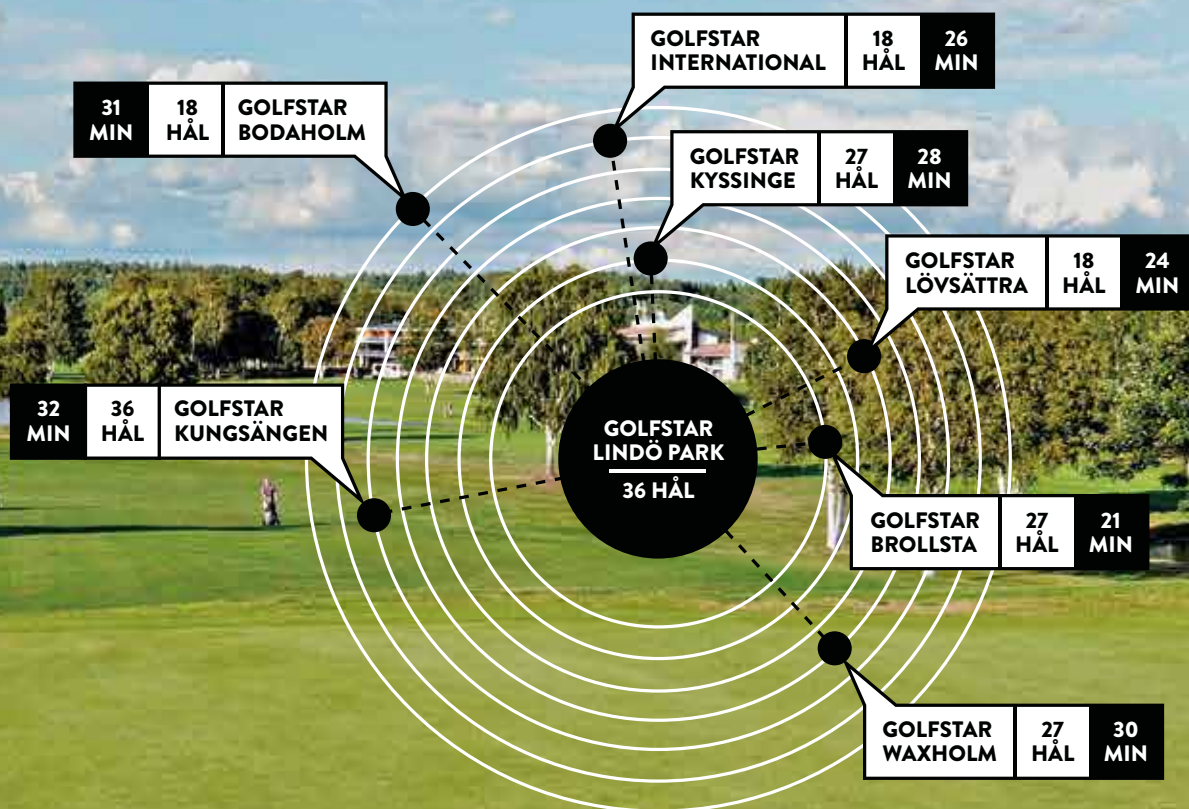 GOLFSTAR
INTERNATIONAL
18
HÅL
26
MIN
31
MIN
18
HÅL
GOLFSTAR
BODAHOLM
GOLFSTAR
KYSSINGE
27
HÅL
28
MIN
GOLFSTAR
LÖVSÄTTRA
18
HÅL
24
MIN
32
MIN
36
HÅL
GOLFSTAR
KUNGSÄNGEN
GOLFSTAR
LINDÖ PARK
36 HÅL
GOLFSTAR
BROLLSTA
27
HÅL
21
MIN
GOLFSTAR
WAXHOLM
27
HÅL
30
MIN